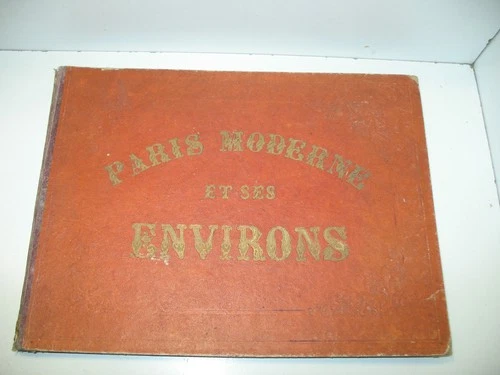 PARIS MODERNE
ET SES
ENVIRONS